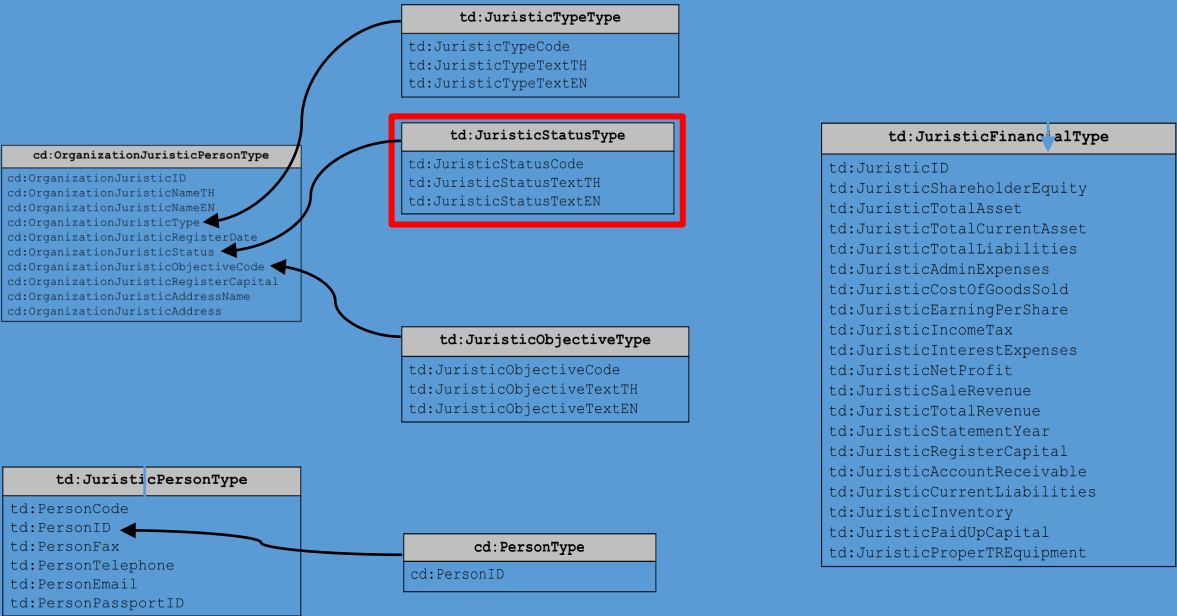 td:JuristicTypeType
td:JuristicTypeCode
td:JuristicTypeTextTH
td:JuristicTypeTextEN
td:JuristicStatusType
td:JuristicStatusCode
td:JuristicStatusTextTH
td:JuristicStatusTextEN
cd:OrganizationJuristicPersonType
cd:OrganizationJuristicID
cd:OrganizationJuristicNameTH
cd:OrganizationJuristicNameEN
cd:OrganizationJuristicType
cd:OrganizationJuristicRegisterDate
cd:OrganizationJuristicStatus
cd:OrganizationJuristicObjectiveCode
cd:OrganizationJuristicRegisterCapital
cd:OrganizationJuristicAddressName
cd:OrganizationJuristicAddress
td:JuristicObjectiveType
td:JuristicObjectiveCode
td:JuristicObjectiveTextTH
td:JuristicObjectiveTextEN
td:JuristicPersonType
td:PersonCode
td:PersonID
td:PersonFax
td:PersonTelephone
td:PersonEmail
td:PersonPassportID
cd:PersonType
cd:PersonID
td:JuristicFinancialType
td:JuristicID
td:JuristicShareholderEquity
td:JuristicTotalAsset
td:JuristicTotalCurrentAsset
td:JuristicTotalLiabilities
td:JuristicAdminExpenses
td:JuristicCostOfGoodsSold
td:JuristicEarningPerShare
td:JuristicIncomeTax
td:JuristicInterestExpenses
td:JuristicNetProfit
td:JuristicSaleRevenue
td:JuristicTotalRevenue
td:JuristicStatementYear
td:JuristicRegisterCapital
td:JuristicAccountReceivable
td:JuristicCurrentLiabilities
td:JuristicInventory
td:JuristicPaidUpCapital
td:JuristicProperTREquipment